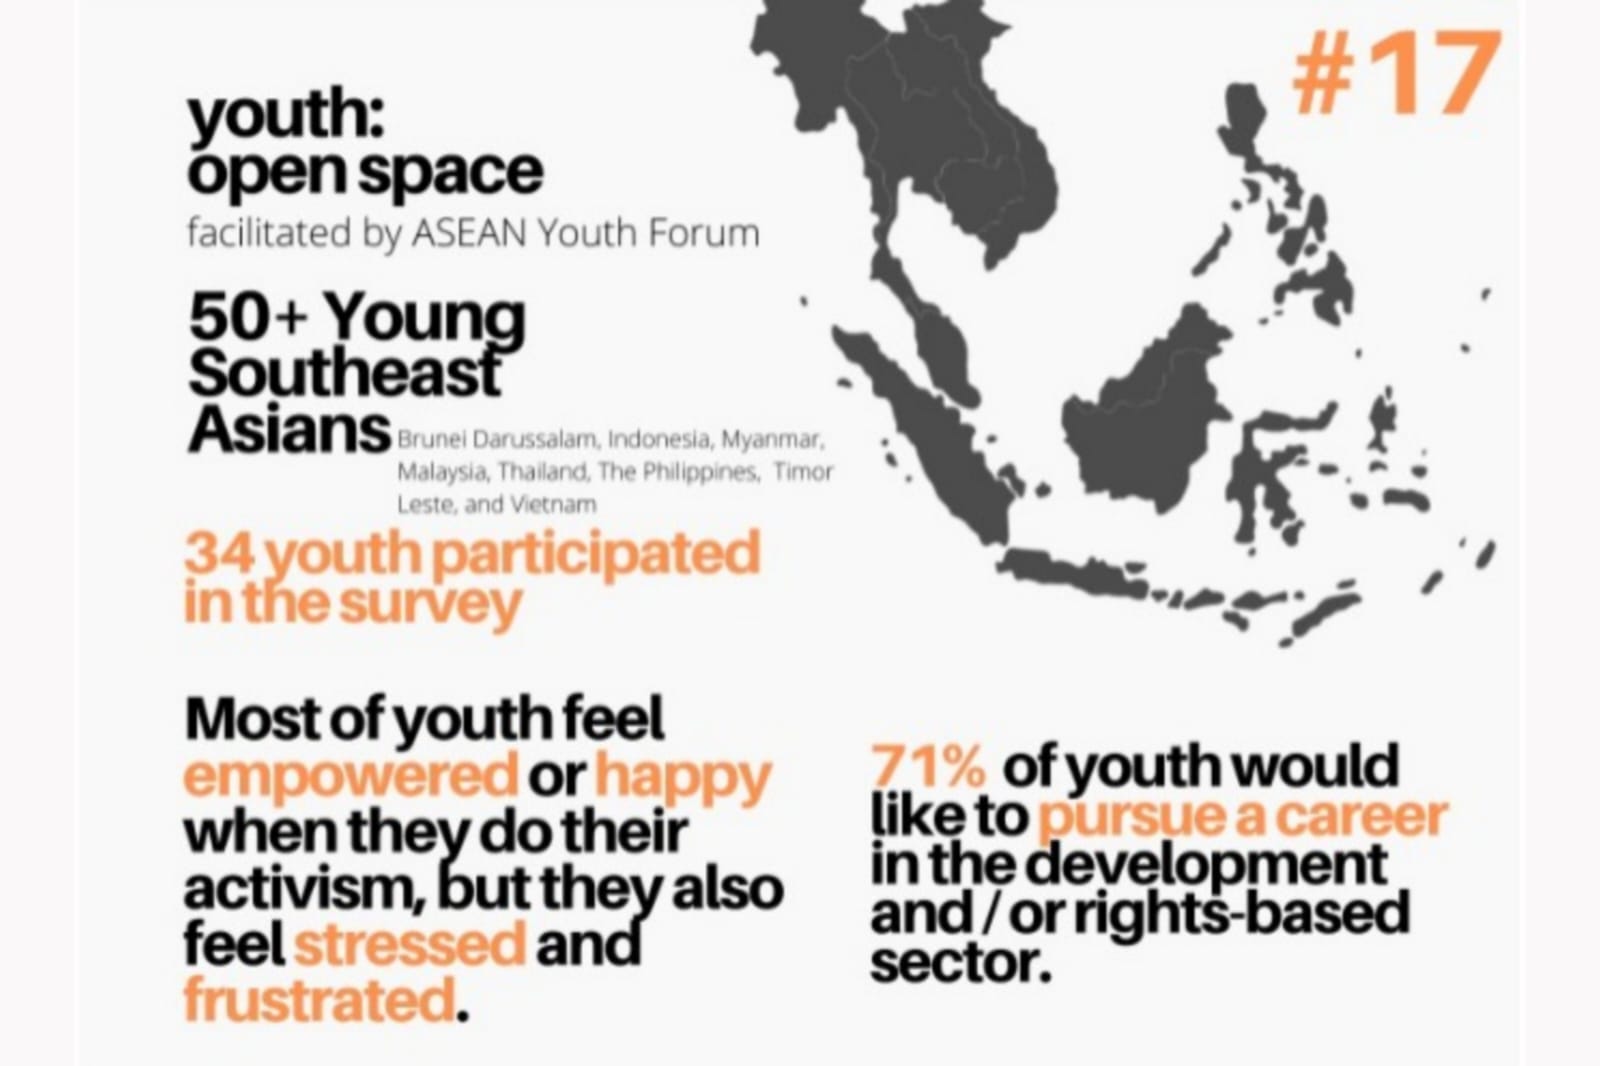 #17
youth:
open space
facilitated by ASEAN Youth Forum
50+ Young
Southeast
Asians
Brunei Darussalam, Indonesia, Myanmar,
Malaysia, Thailand, The Philippines, Timor
Leste, and Vietnam
34 youth participated
in the survey
Most of youth feel
empowered or happy
when they do their
activism, but they also
feel stressed and
frustrated.
71% of youth would
like to pursue a career
in the development
and / or rights-based
sector.